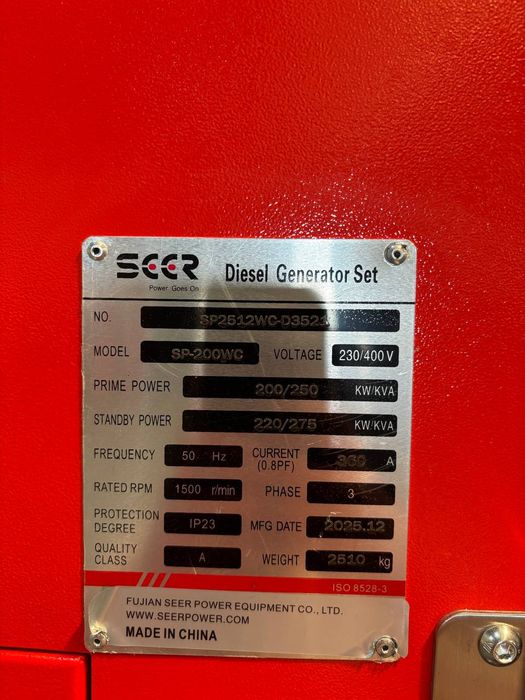 SEER Diesel Generator Set
Power Goes On
NO. SP2512WC-D3521
MODEL SP-200WC VOLTAGE 230/400 V
PRIME POWER 200/250 KW/KVA
STANDBY POWER 220/275 KW/KVA
FREQUENCY 50 Hz CURRENT (0.8PF) 360 A
RATED RPM 1500 r/min PHASE 3
PROTECTION DEGREE IP23 MFG DATE 2025.12
QUALITY CLASS A WEIGHT 2510 kg
ISO 8528-3
FUJIAN SEER POWER EQUIPMENT CO., LTD.
WWW.SEERPOWER.COM
MADE IN CHINA